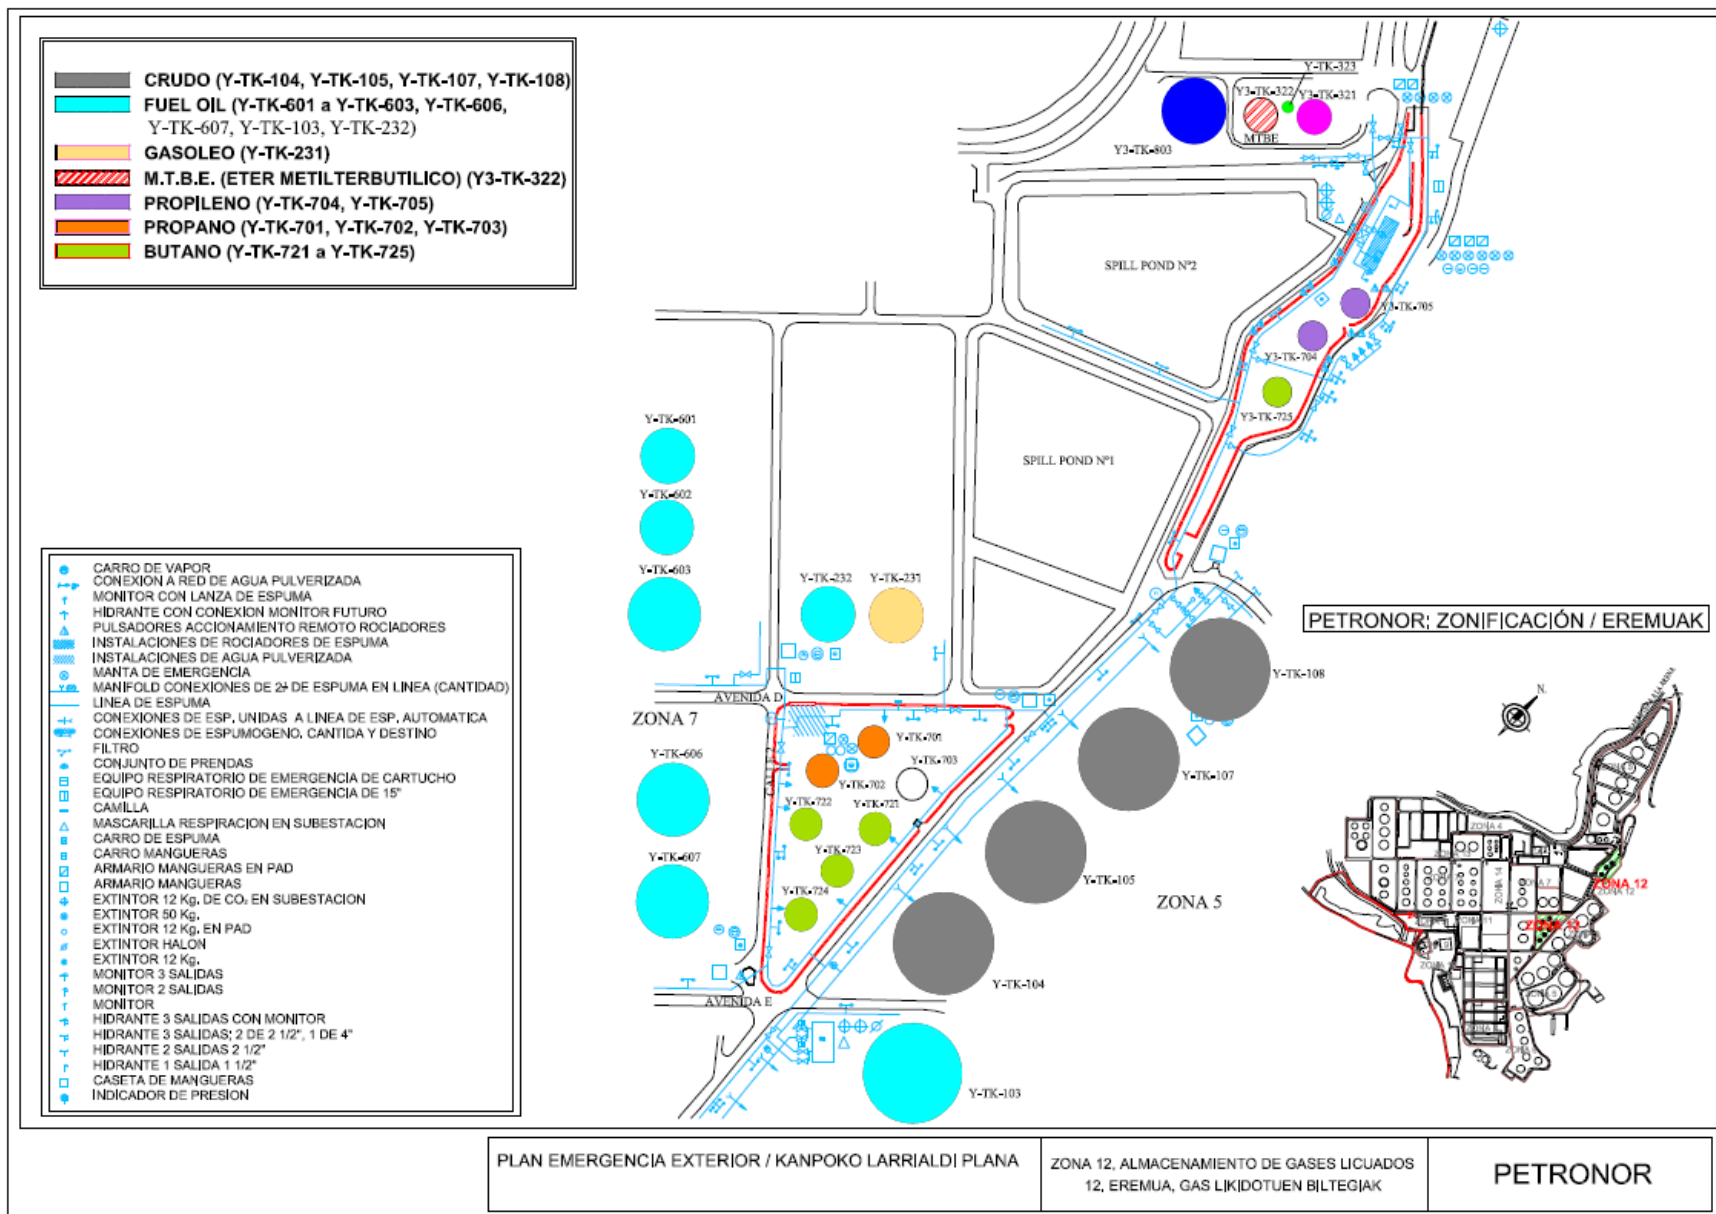 CRUDO (Y-TK-104, Y-TK-105, Y-TK-107, Y-TK-108)
FUEL OIL (Y-TK-601 a Y-TK-603, Y-TK-606,
Y-TK-607, Y-TK-103, Y-TK-232)
GASOLEO (Y-TK-231)
M.T.B.E. (ETER METILTERBUTILICO) (Y3-TK-322)
PROPILENO (Y-TK-704, Y-TK-705)
PROPANO (Y-TK-701, Y-TK-702, Y-TK-703)
BUTANO (Y-TK-721 a Y-TK-725)
Y-TK-323
Y3-TK-322
Y3-TK-321
MTBE
Y3-TK-803
SPILL POND Nº2
Y3-TK-705
Y3-TK-704
Y3-TK-725
SPILL POND Nº1
Y-TK-601
Y-TK-602
Y-TK-603
Y-TK-232
Y-TK-231
AVENIDA D
ZONA 7
Y-TK-606
Y-TK-607
Y-TK-701
Y-TK-702
Y-TK-703
Y-TK-722
Y-TK-721
Y-TK-723
Y-TK-724
AVENIDA E
Y-TK-108
Y-TK-107
Y-TK-105
ZONA 5
Y-TK-104
Y-TK-103
CARRO DE VAPOR
CONEXION A RED DE AGUA PULVERIZADA
MONITOR CON LANZA DE ESPUMA
HIDRANTE CON CONEXION MONITOR FUTURO
PULSADORES ACCIONAMIENTO REMOTO ROCIADORES
INSTALACIONES DE ROCIADORES DE ESPUMA
INSTALACIONES DE AGUA PULVERIZADA
MANTA DE EMERGENCIA
MANIFOLD CONEXIONES DE 2½ DE ESPUMA EN LINEA (CANTIDAD)
LINEA DE ESPUMA
CONEXIONES DE ESP. UNIDAS A LINEA DE ESP. AUTOMATICA
CONEXIONES DE ESPUMOGENO. CANTIDA Y DESTINO
FILTRO
CONJUNTO DE PRENDAS
EQUIPO RESPIRATORIO DE EMERGENCIA DE CARTUCHO
EQUIPO RESPIRATORIO DE EMERGENCIA DE 15"
CAMILLA
MASCARILLA RESPIRACION EN SUBESTACION
CARRO DE ESPUMA
CARRO MANGUERAS
ARMARIO MANGUERAS EN PAD
ARMARIO MANGUERAS
EXTINTOR 12 Kg. DE CO₂ EN SUBESTACION
EXTINTOR 50 Kg.
EXTINTOR 12 Kg. EN PAD
EXTINTOR HALON
EXTINTOR 12 Kg.
MONITOR 3 SALIDAS
MONITOR 2 SALIDAS
MONITOR
HIDRANTE 3 SALIDAS CON MONITOR
HIDRANTE 3 SALIDAS; 2 DE 2 1/2", 1 DE 4"
HIDRANTE 2 SALIDAS 2 1/2"
HIDRANTE 1 SALIDA 1 1/2"
CASETA DE MANGUERAS
INDICADOR DE PRESION
PETRONOR; ZONIFICACIÓN / EREMUAK
N.
ZONA 4
ZONA 7
ZONA 12
ZONA 12
ZONA 12
PLAN EMERGENCIA EXTERIOR / KANPOKO LARRIALDI PLANA
ZONA 12, ALMACENAMIENTO DE GASES LICUADOS
12, EREMUA, GAS LIKIDOTUEN BILTEGIAK
PETRONOR